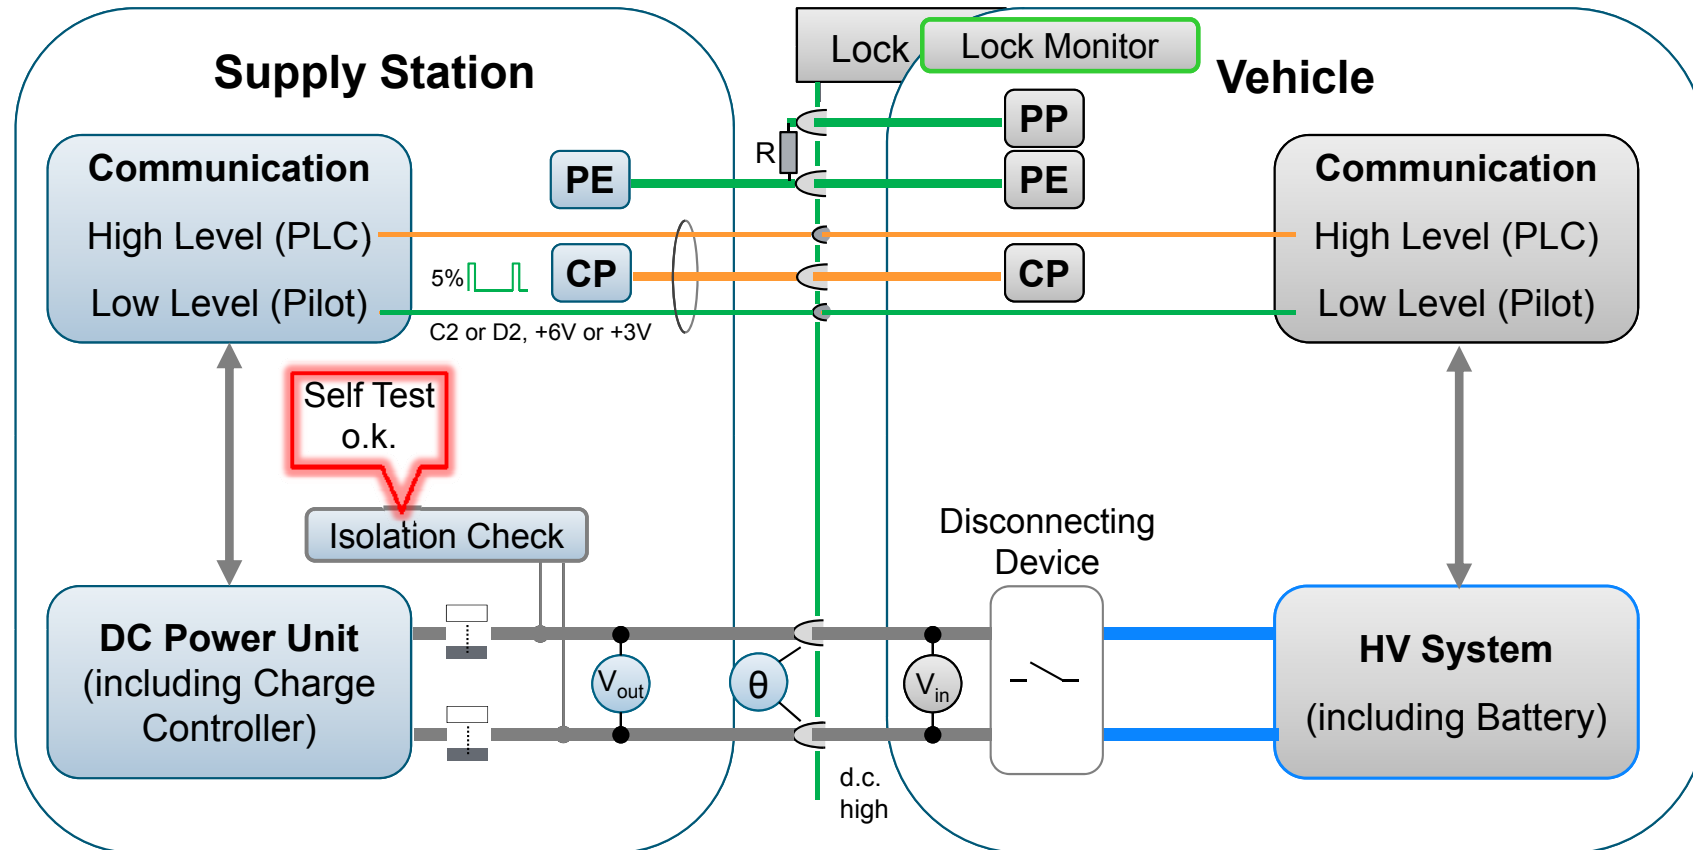 Supply Station
Lock
Lock Monitor
Vehicle
Communication
High Level (PLC)
Low Level (Pilot)
PE
R
PP
PE
CP
CP
5%
C2 or D2, +6V or +3V
Communication
High Level (PLC)
Low Level (Pilot)
Self Test
o.k.
Isolation Check
Disconnecting
Device
DC Power Unit
(including Charge
Controller)
Vout
θ
Vin
HV System
(including Battery)
d.c.
high